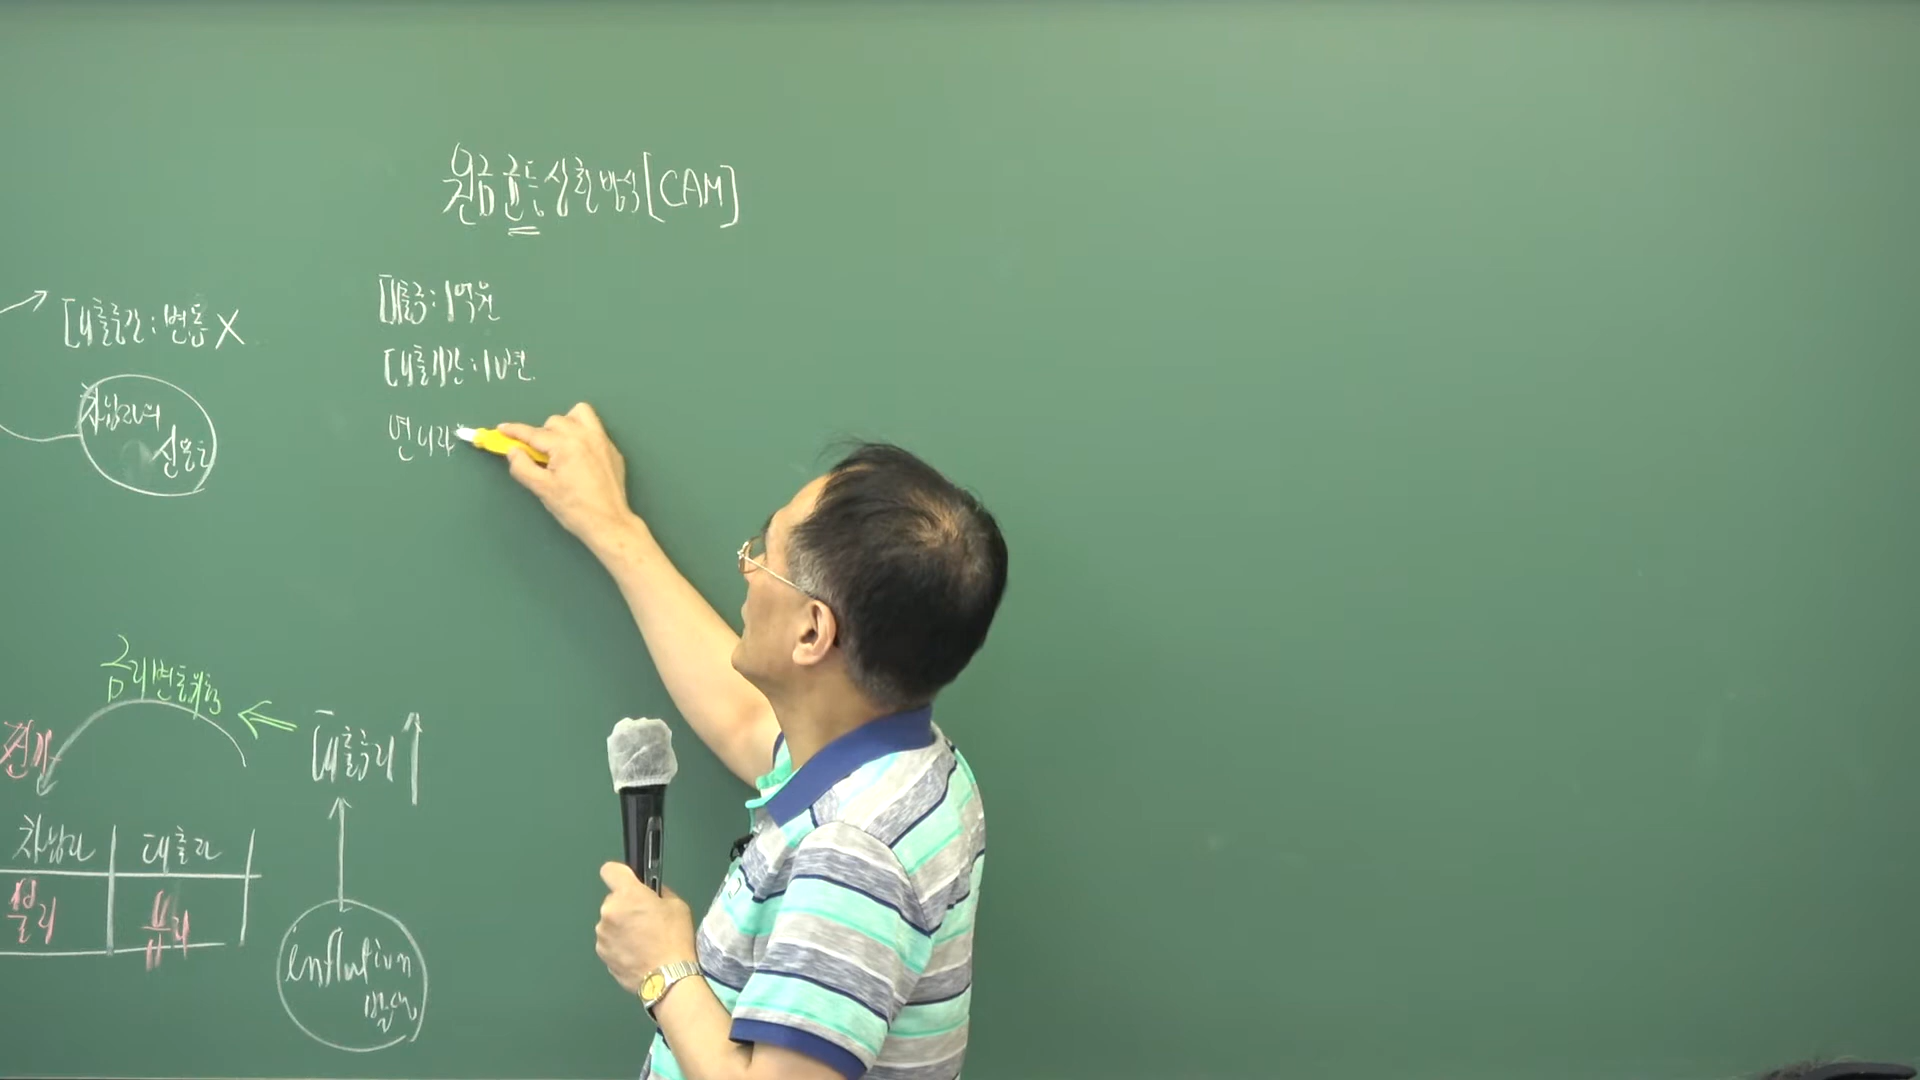 원금균등상환방식[CAM]
대출금:1억원
대출기간:10년
연이자
대출금리:변동X
차입자의
신용도
금리변동위험
전가
대출금리↑
차입자 대출자
불리 유리
inflation
발생